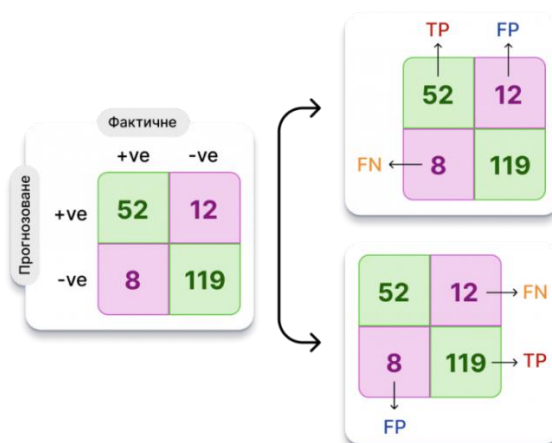 Фактичне
+ve -ve
Прогнозоване
+ve 52 12
-ve 8 119
TP FP
52 12
FN 8 119
52 12 FN
8 119 TP
FP